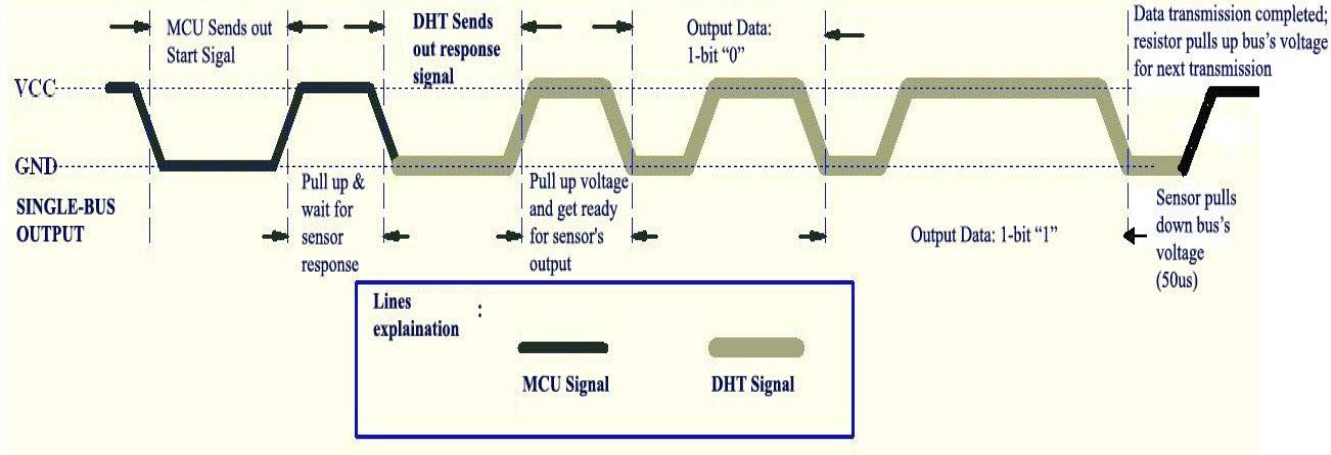 MCU Sends out
Start Sigal
DHT Sends
out response
signal
Output Data:
1-bit “0”
Data transmission completed;
resistor pulls up bus’s voltage
for next transmission
VCC
GND
SINGLE-BUS
OUTPUT
Pull up &
wait for
sensor
response
Pull up voltage
and get ready
for sensor's
output
Output Data: 1-bit “1”
Sensor pulls
down bus’s
voltage
(50us)
Lines :
explaination
MCU Signal
DHT Signal